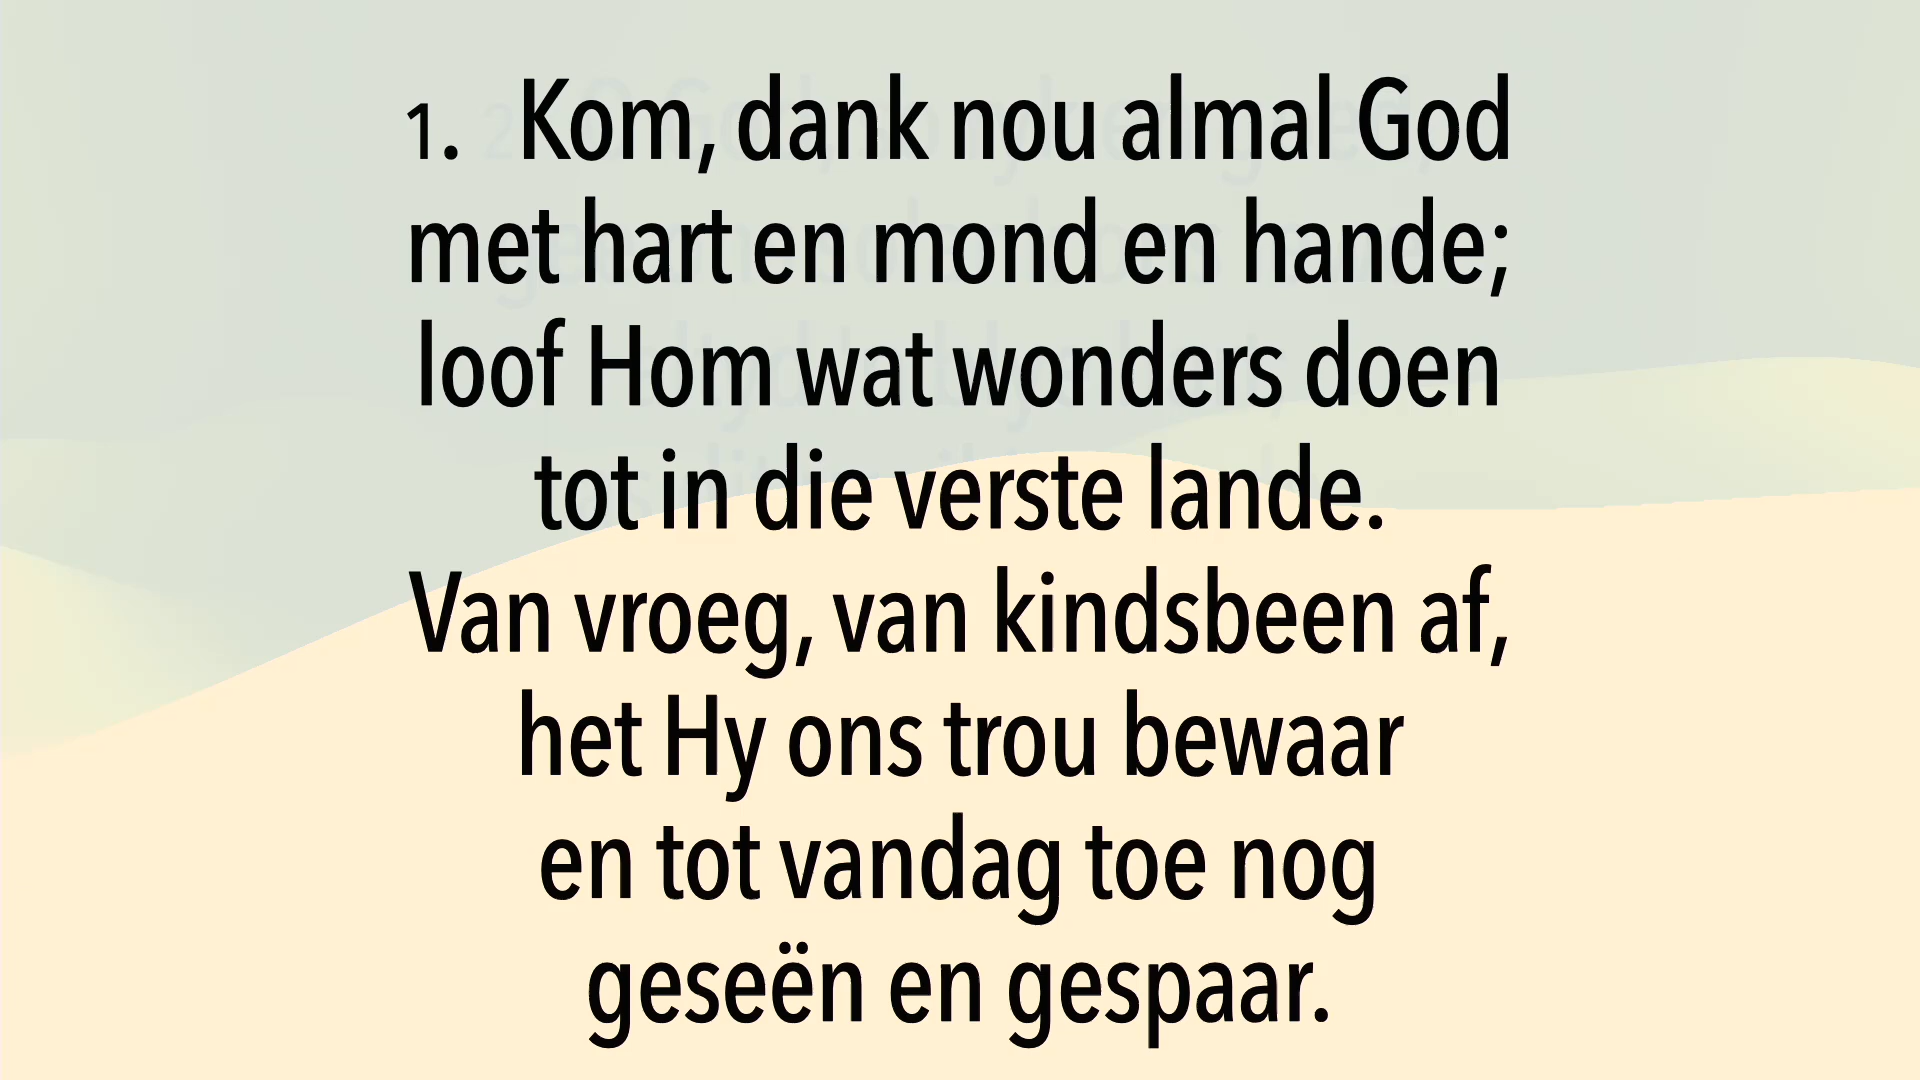 1. Kom, dank nou almal God
met hart en mond en hande;
loof Hom wat wonders doen
tot in die verste lande.
Van vroeg, van kindsbeen af,
het Hy ons trou bewaar
en tot vandag toe nog
geseën en gespaar.